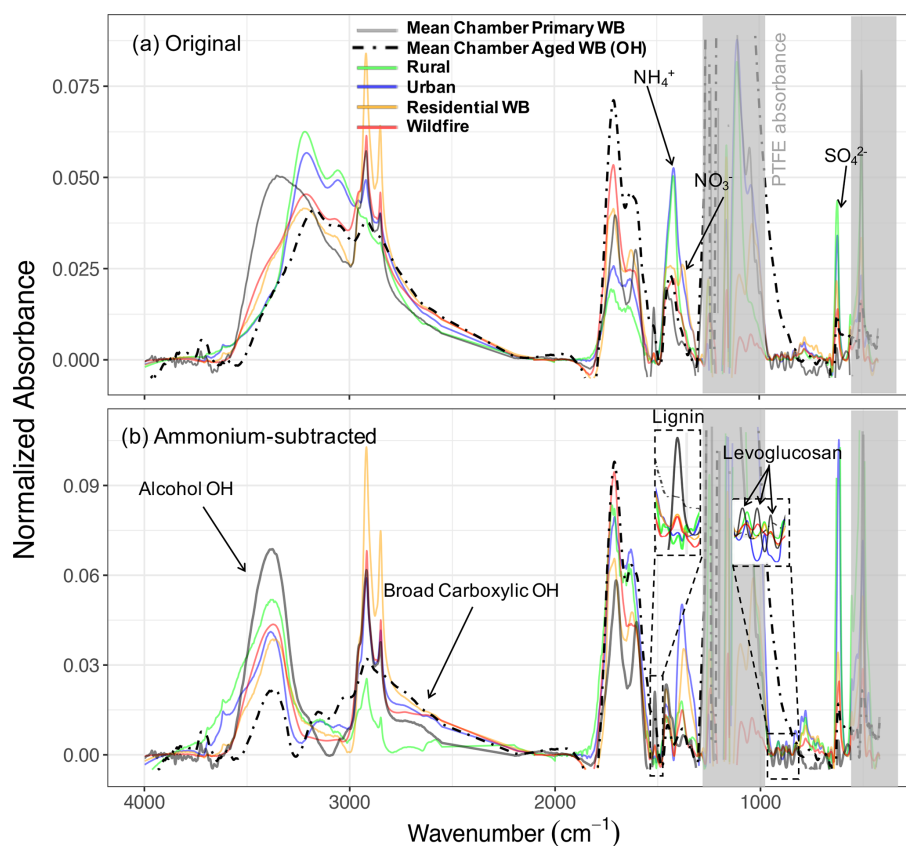 (a) Original
Mean Chamber Primary WB
Mean Chamber Aged WB (OH)
Rural
Urban
Residential WB
Wildfire
NH₄⁺
NO₃⁻
PTFE absorbance
SO₄²⁻
0.075
0.050
0.025
0.000
Normalized Absorbance
(b) Ammonium-subtracted
Lignin
Levoglucosan
Alcohol OH
Broad Carboxylic OH
0.09
0.06
0.03
0.00
4000 3000 2000 1000
Wavenumber (cm⁻¹)